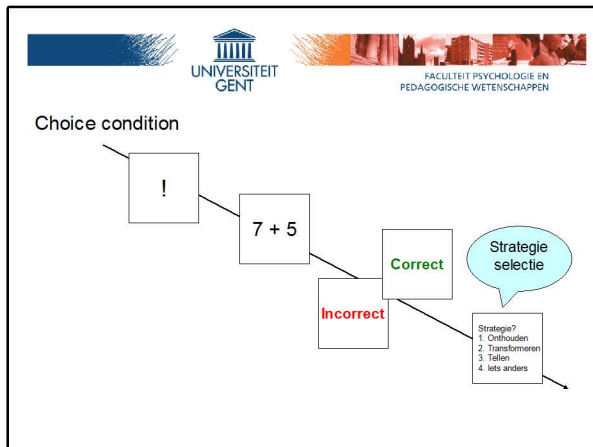 UNIVERSITEIT
GENT
FACULTEIT PSYCHOLOGIE EN
PEDAGOGISCHE WETENSCHAPPEN
Choice condition
!
7 + 5
Correct
Incorrect
Strategie
selectie
Strategie?
1. Onthouden
2. Transformeren
3. Tellen
4. Iets anders